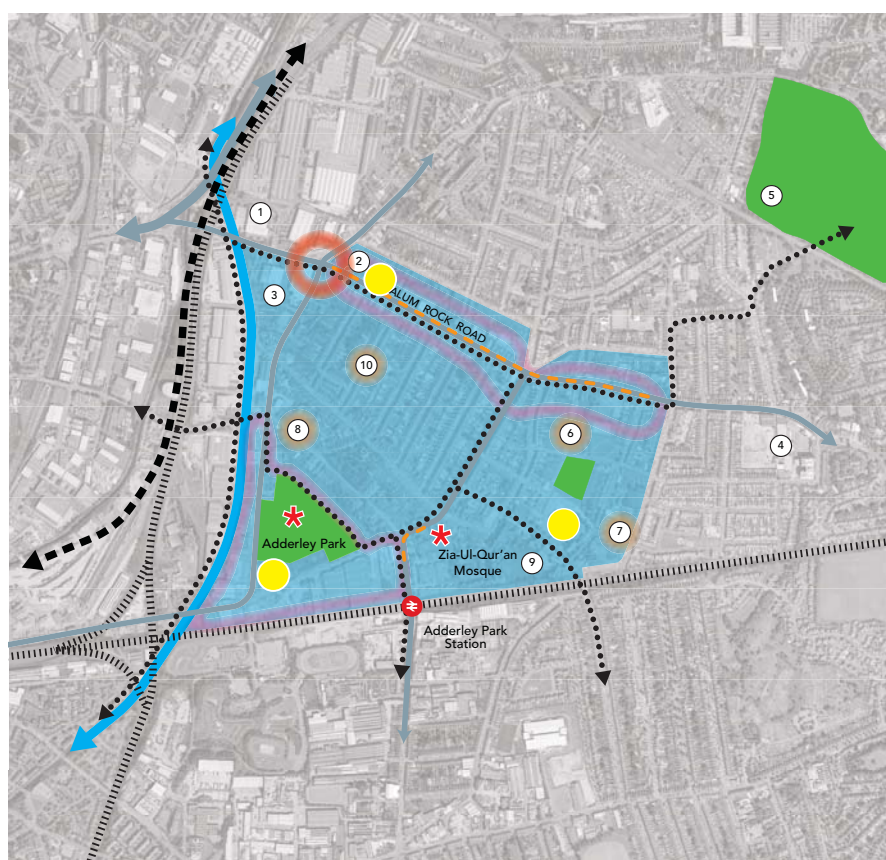 1
5
2
3
ALUM ROCK ROAD
10
8
6
4
7
Adderley Park
Zia-Ul-Qur'an
Mosque
9
Adderley Park
Station